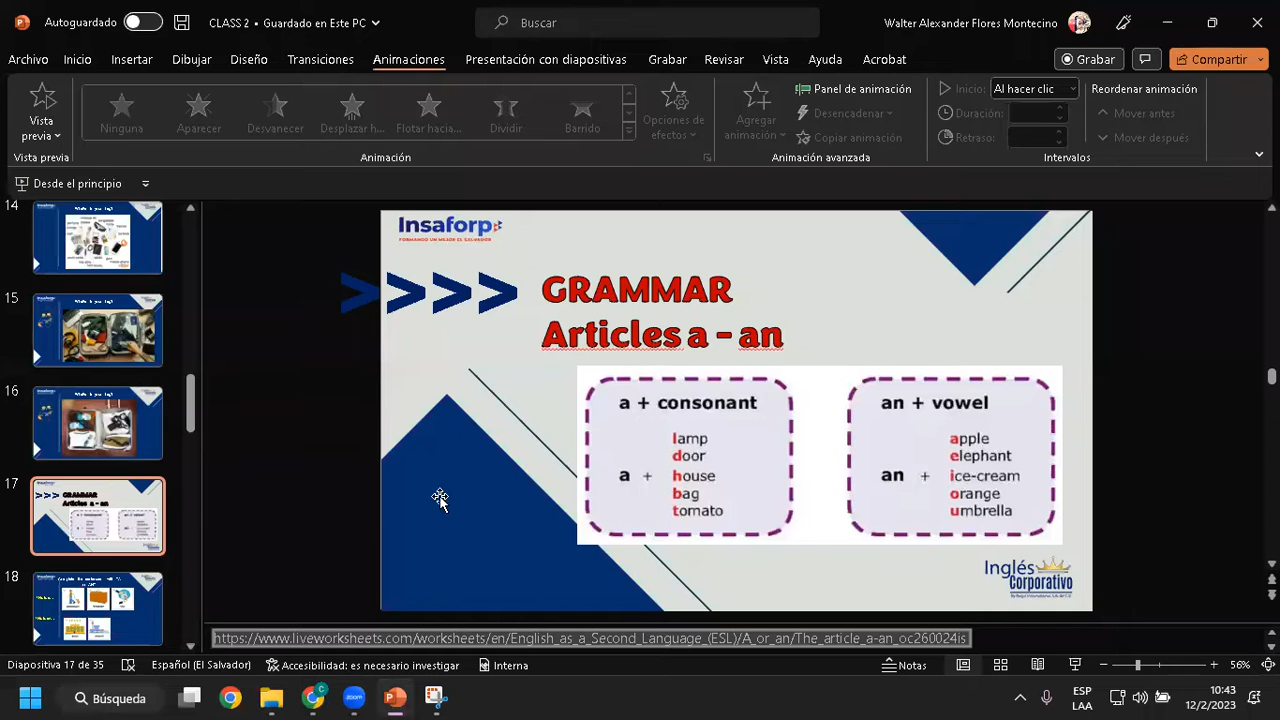 Autoguardado
CLASS 2 • Guardado en Este PC
Buscar
Walter Alexander Flores Montecino
Archivo
Inicio
Insertar
Dibujar
Diseño
Transiciones
Animaciones
Presentación con diapositivas
Grabar
Revisar
Vista
Ayuda
Acrobat
Grabar
Compartir
Vista previa
Ninguna
Aparecer
Desvanecer
Desplazar h...
Flotar hacia...
Dividir
Barrido
Opciones de efectos
Agregar animación
Panel de animación
Desencadenar
Copiar animación
Inicio: Al hacer clic
Duración:
Retraso:
Reordenar animación
Mover antes
Mover después
Vista previa
Animación
Animación avanzada
Intervalos
Desde el principio
14
15
16
17
GRAMMAR
Articles a - an
18
Insaforp
FORMANDO UN MEJOR EL SALVADOR
>>>> GRAMMAR
Articles a - an
a + consonant
a +
lamp
door
house
bag
tomato
an + vowel
an +
apple
elephant
ice-cream
orange
umbrella
Inglés
Corporativo
https://www.liveworksheets.com/worksheets/en/English_as_a_Second_Language_(ESL)/A_or_an/The_article_a-an_oc260024is
Diapositiva 17 de 35
Español (El Salvador)
Accesibilidad: es necesario investigar
Interna
Notas
56%
Búsqueda
ESP
LAA
10:43
12/2/2023